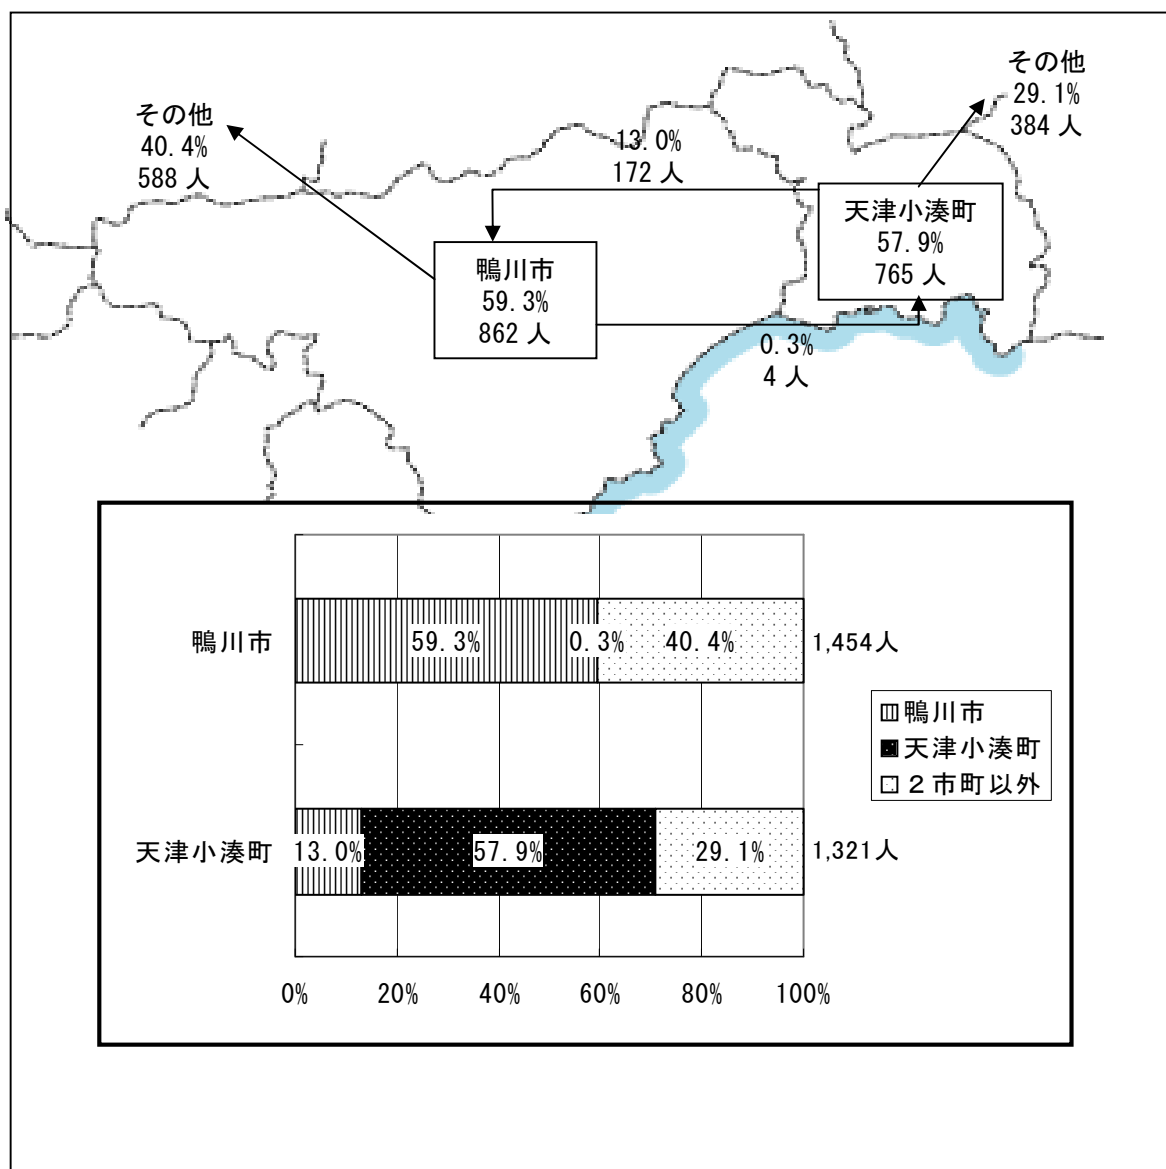 その他
29.1%
384 人
その他
40.4%
588 人
13.0%
172 人
天津小湊町
57.9%
765 人
鴨川市
59.3%
862 人
0.3%
4 人
鴨川市
59.3%
0.3%
40.4%
1,454人
鴨川市
天津小湊町
２市町以外
天津小湊町
13.0%
57.9%
29.1%
1,321人
0%
20%
40%
60%
80%
100%